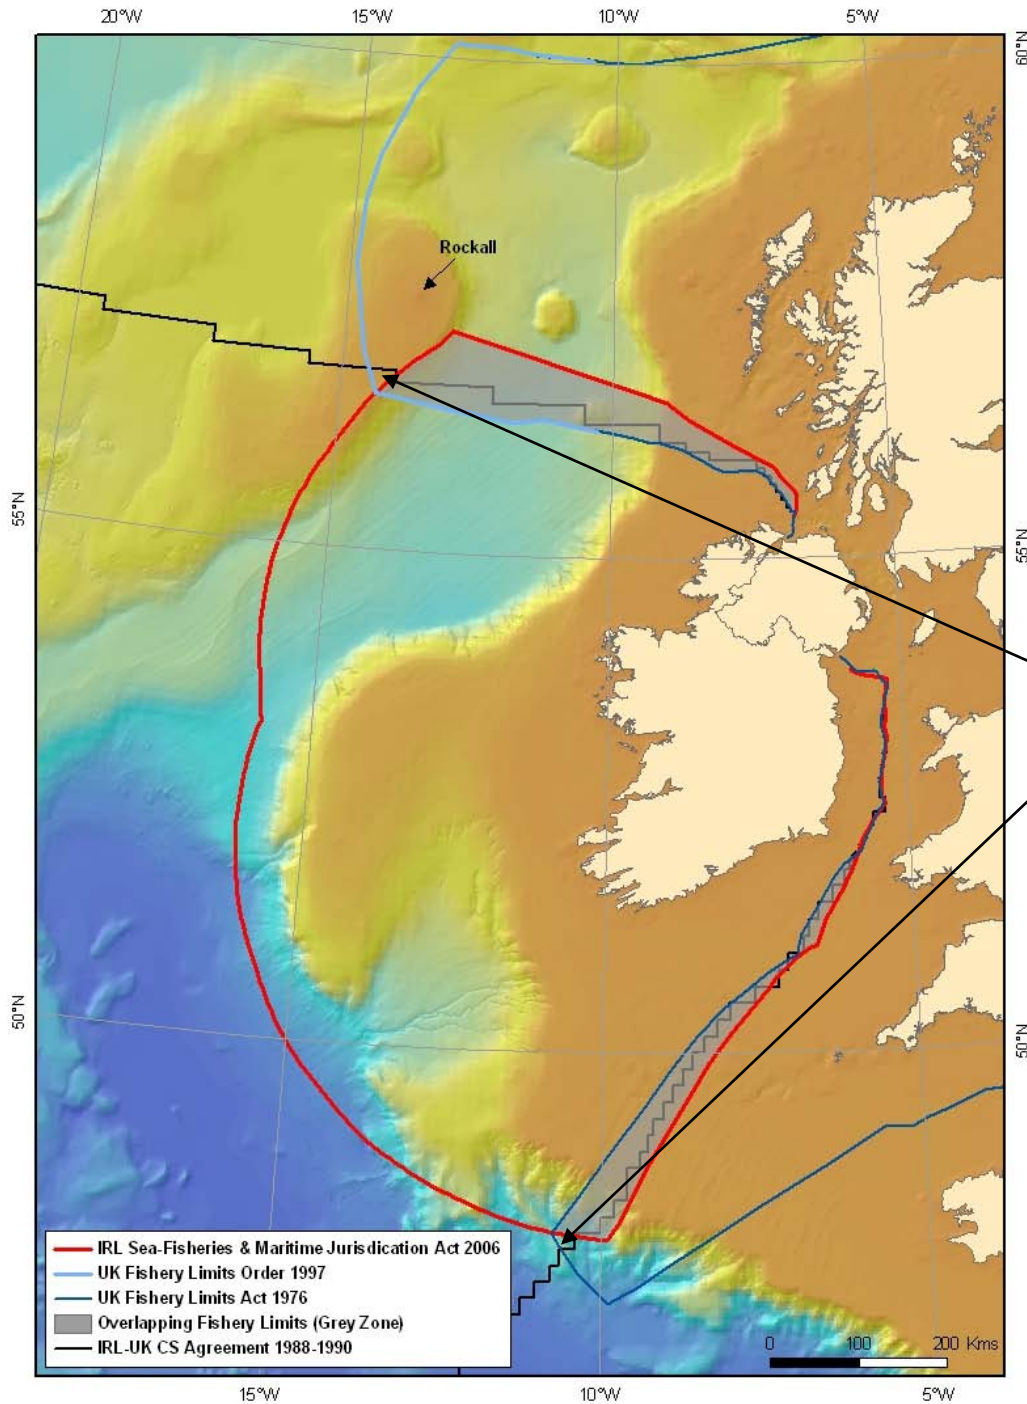 20°W 15°W 10°W 5°W
60°N
Rockall
55°N
55°N
50°N
50°N
IRL Sea-Fisheries & Maritime Jurisdication Act 2006
UK Fishery Limits Order 1997
UK Fishery Limits Act 1976
Overlapping Fishery Limits (Grey Zone)
IRL-UK CS Agreement 1988-1990
0 100 200 Kms
15°W 10°W 5°W